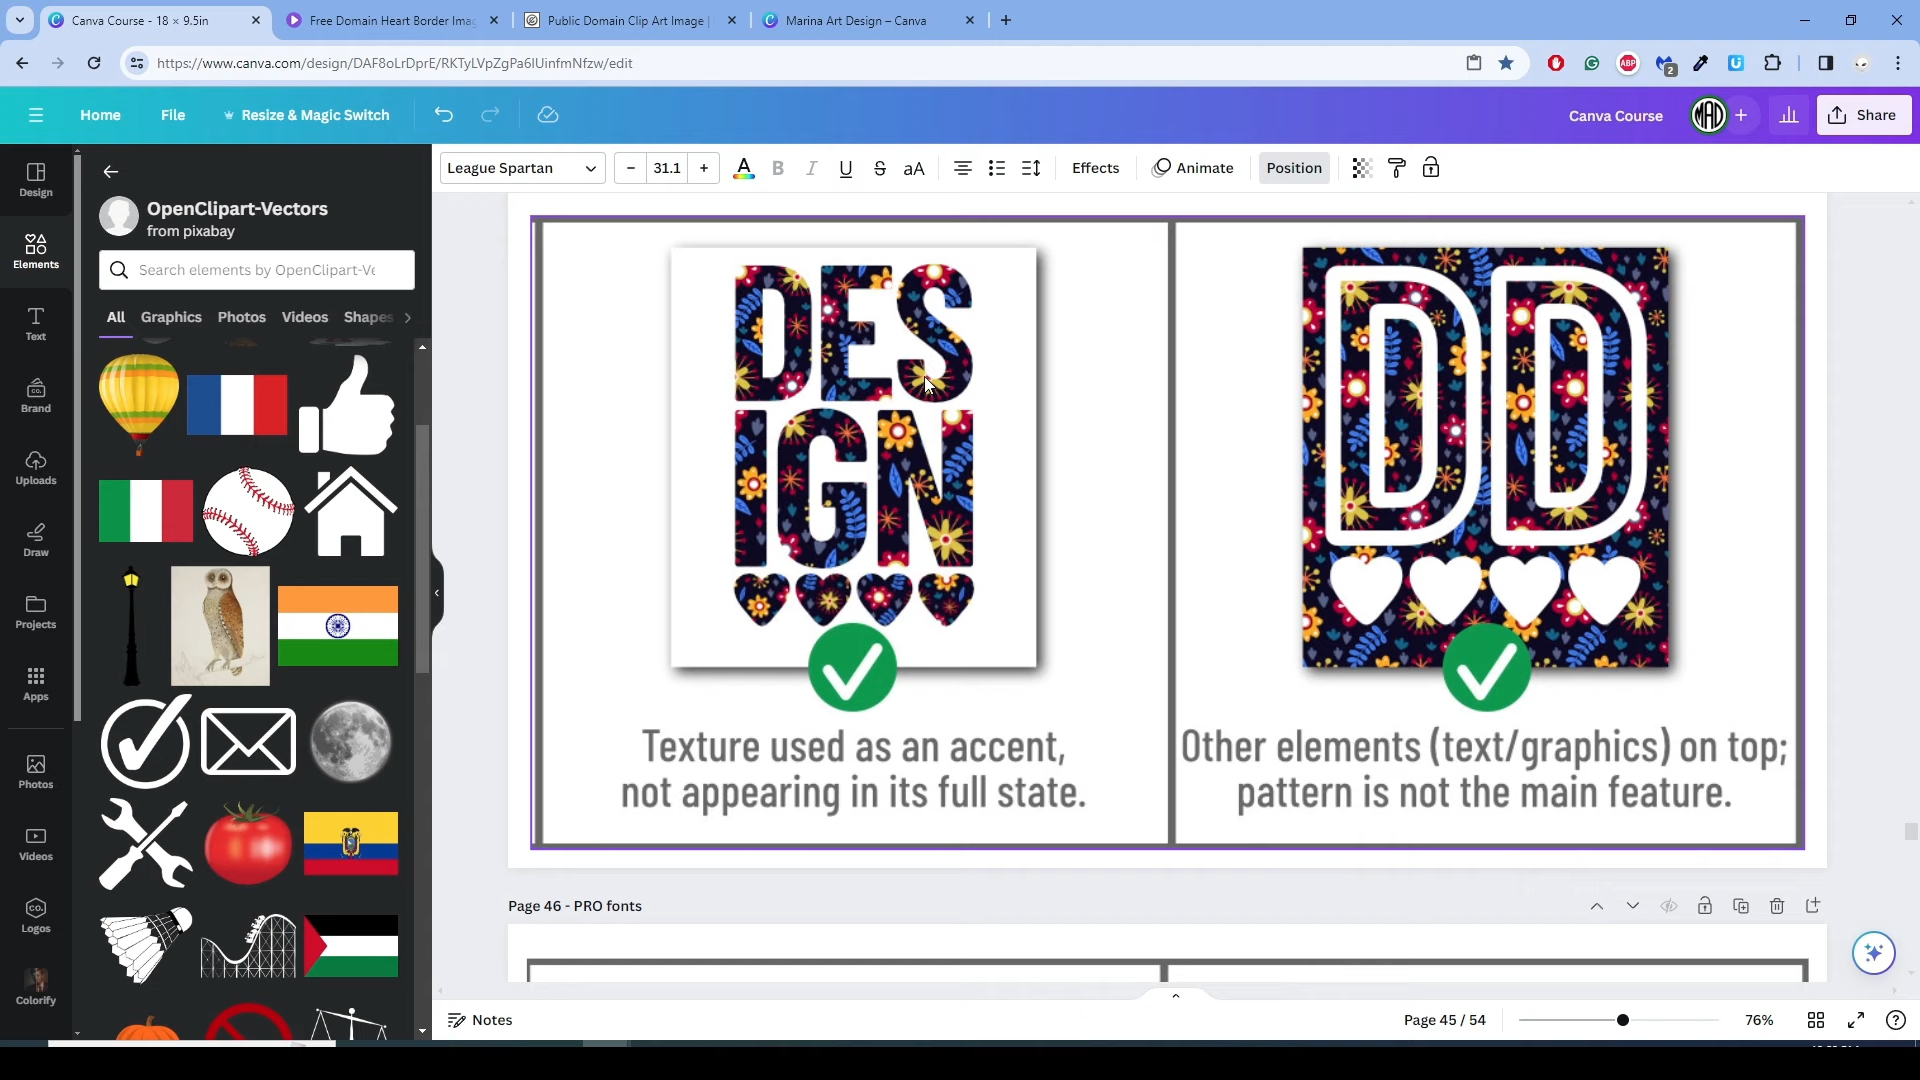 Canva Course - 18 × 9.5in
Free Domain Heart Border Imag
Public Domain Clip Art Image |
Marina Art Design – Canva
https://www.canva.com/design/DAF8oLrDprE/RKTyLVpZgPa6IUinfmNfzw/edit
ABP
2
Home
File
Resize & Magic Switch
Canva Course
MAD
Share
League Spartan
31.1
A
B
I
U
S
aA
Effects
Animate
Position
Design
Elements
Text
Brand
Uploads
Draw
Projects
Apps
Photos
Videos
Logos
Colorify
OpenClipart-Vectors
from pixabay
Search elements by OpenClipart-Ve
All
Graphics
Photos
Videos
Shapes
DES
IGN
DD
Texture used as an accent,
not appearing in its full state.
Other elements (text/graphics) on top;
pattern is not the main feature.
Page 46 - PRO fonts
Notes
Page 45 / 54
76%